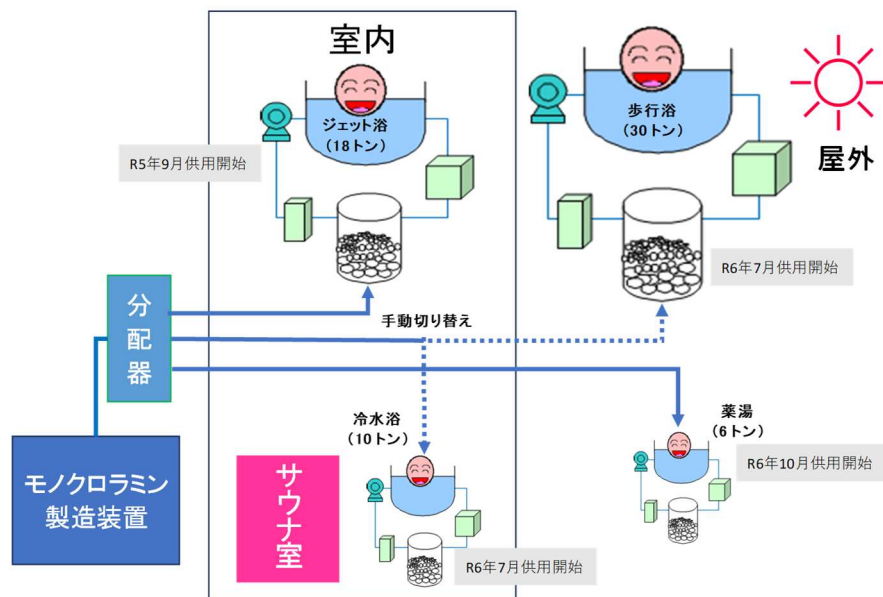 室内
ジェット浴
(18トン)
R5年9月供用開始
歩行浴
(30トン)
屋外
R6年7月供用開始
分配器
手動切り替え
モノクロラミン
製造装置
サウナ室
冷水浴
(10トン)
R6年7月供用開始
薬湯
(6トン)
R6年10月供用開始